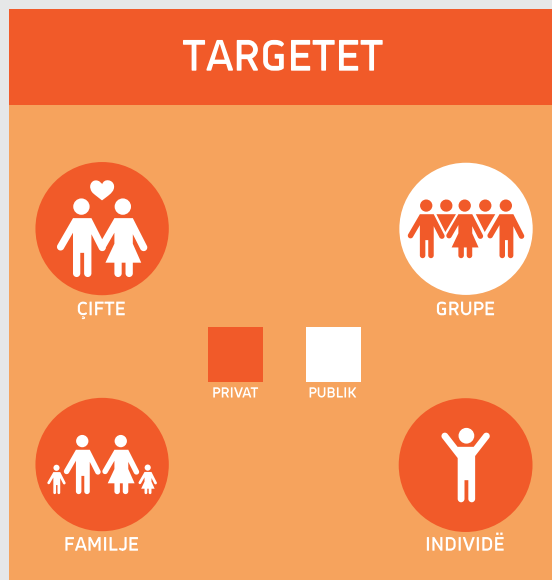 TARGETET
ÇIFTE
GRUPE
PRIVAT
PUBLIK
FAMILJE
INDIVIDË